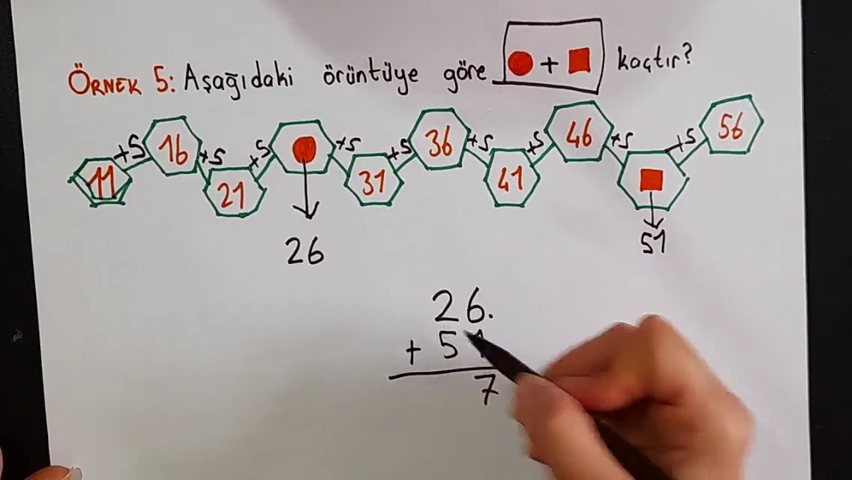 ÖRNEK 5: Aşağıdaki örüntüye göre ● + ■ kaçtır?
11 +5 16 +5 21 +5 +5 31 +5 36 +5 41 +5 46 +5 +5 56
26 51
26.
+ 5
7